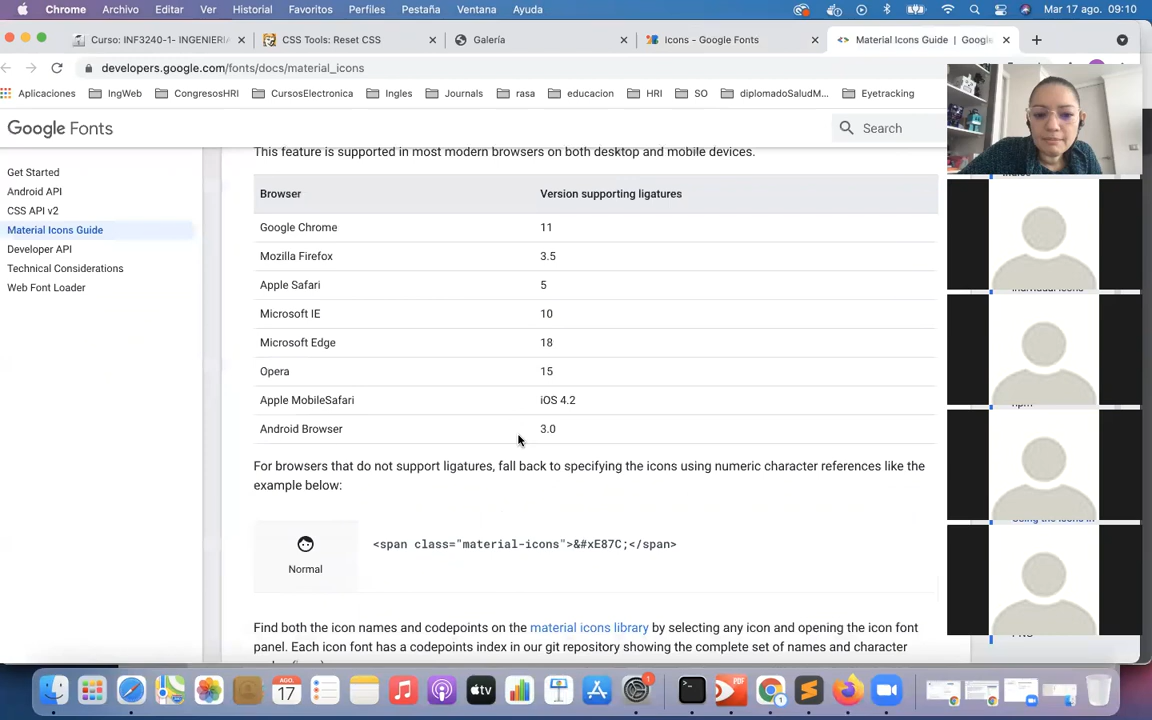 Chrome Archivo Editar Ver Historial Favoritos Perfiles Pestaña Ventana Ayuda Mar 17 ago. 09:10
Curso: INF3240-1- INGENIERI
CSS Tools: Reset CSS
Galería
Icons - Google Fonts
Material Icons Guide | Google
developers.google.com/fonts/docs/material_icons
Aplicaciones IngWeb CongresosHRI CursosElectronica Ingles Journals rasa educacion HRI SO diplomadoSaludM... Eyetracking
Google Fonts
Search
Get Started
Android API
CSS API v2
Material Icons Guide
Developer API
Technical Considerations
Web Font Loader
This feature is supported in most modern browsers on both desktop and mobile devices.
Browser Version supporting ligatures
Google Chrome 11
Mozilla Firefox 3.5
Apple Safari 5
Microsoft IE 10
Microsoft Edge 18
Opera 15
Apple MobileSafari iOS 4.2
Android Browser 3.0
For browsers that do not support ligatures, fall back to specifying the icons using numeric character references like the
example below:
Normal
<span class="material-icons">&#xE87C;</span>
Find both the icon names and codepoints on the material icons library by selecting any icon and opening the icon font
panel. Each icon font has a codepoints index in our git repository showing the complete set of names and character
AGO.
17
tv
1
PDF
1